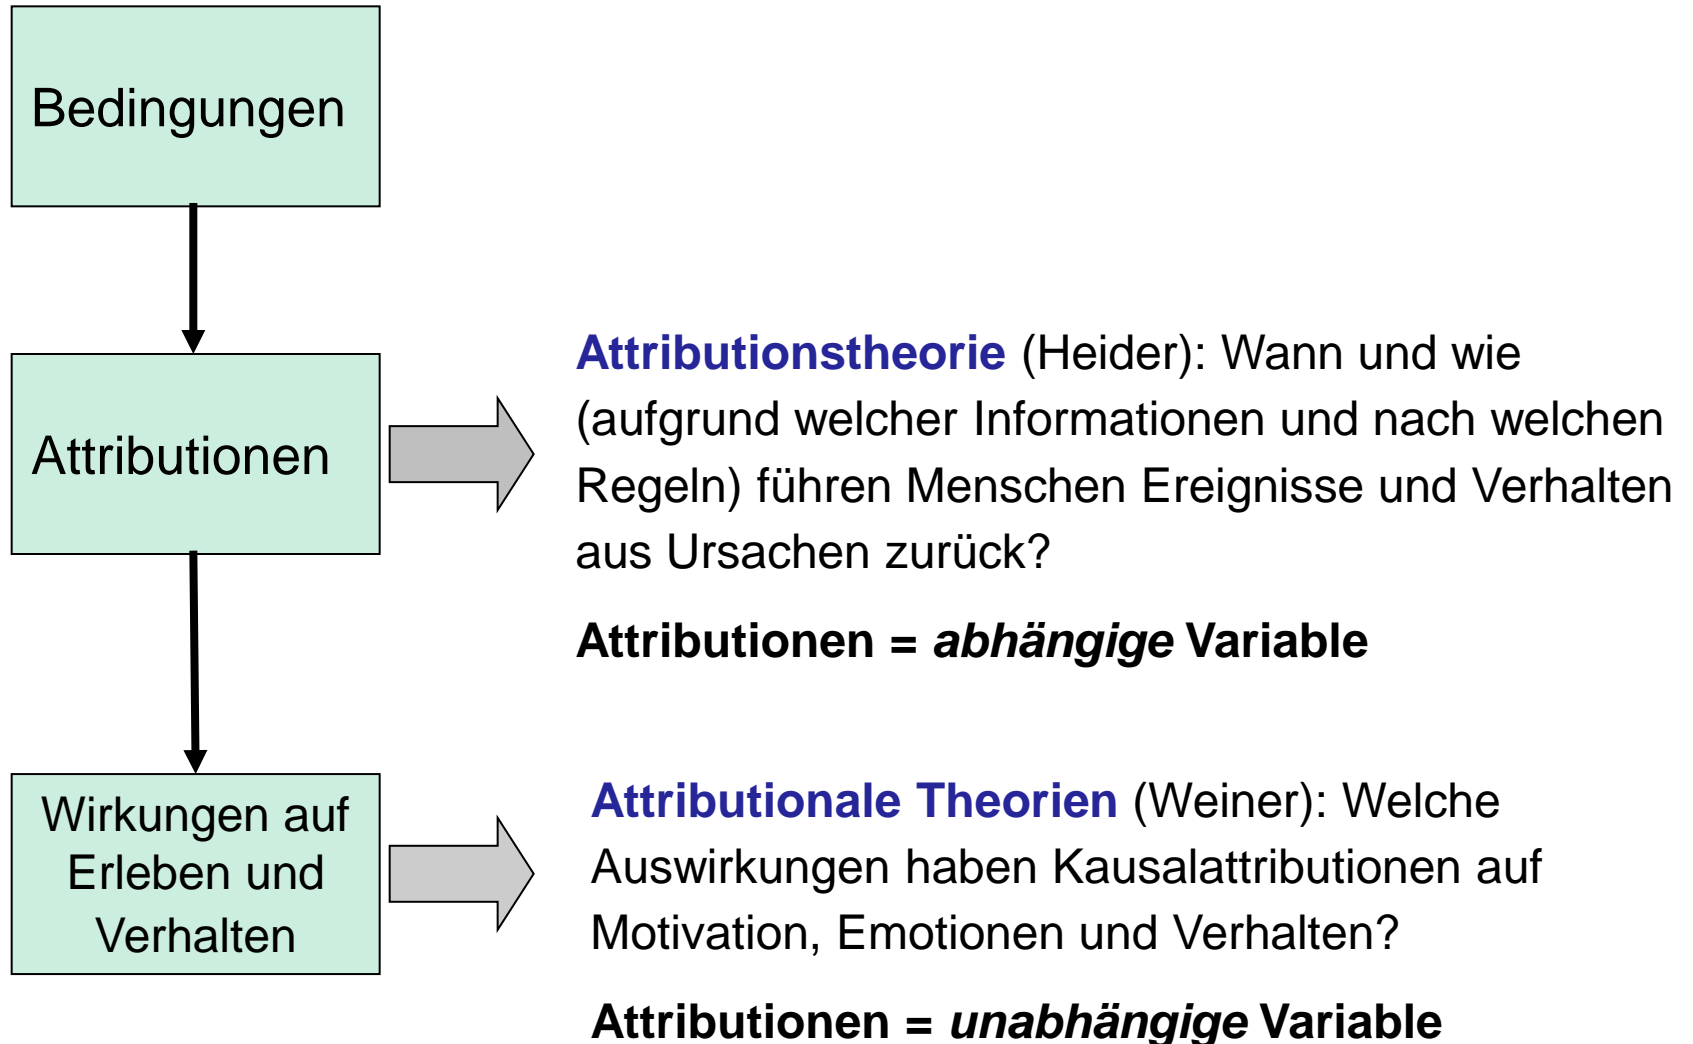 Bedingungen
Attributionen
Attributionstheorie (Heider): Wann und wie
(aufgrund welcher Informationen und nach welchen
Regeln) führen Menschen Ereignisse und Verhalten
aus Ursachen zurück?
Attributionen = abhängige Variable
Wirkungen auf
Erleben und
Verhalten
Attributionale Theorien (Weiner): Welche
Auswirkungen haben Kausalattributionen auf
Motivation, Emotionen und Verhalten?
Attributionen = unabhängige Variable